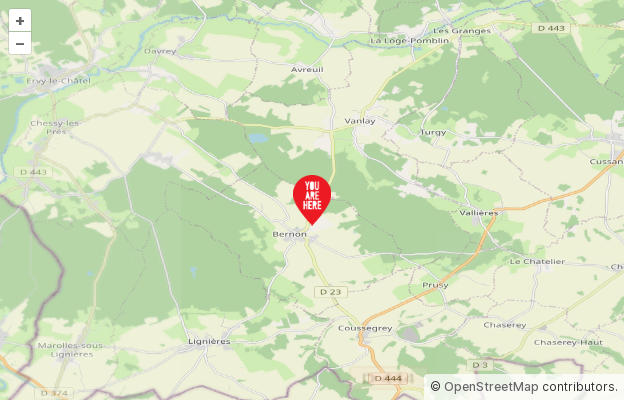 +
−
D 443
Les Granges
La Loge-Pomblin
Davrey
Avreuil
Ervy-le-Châtel
Chessy-les
Prés
Vanlay
Turgy
Cussan
D 443
YOU
ARE
HERE
Vallières
Bernon
Le Chatelier
Ch
Prusy
D 23
Coussegrey
Chaserey
Lignières
Chaserey-Haut
Marolles-sous
Lignières
D 3
D 444
D 374
© OpenStreetMap contributors.